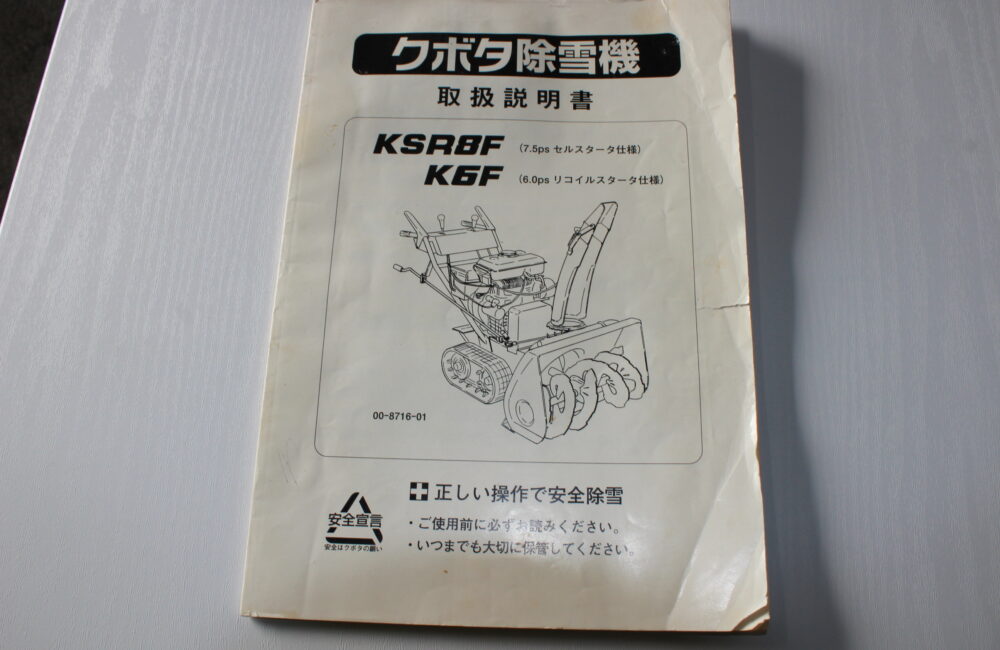 クボタ除雪機
取扱説明書
KSR8F (7.5ps セルスタータ仕様)
K6F (6.0ps リコイルスタータ仕様)
00-8716-01
正しい操作で安全除雪
・ご使用前に必ずお読みください。
・いつまでも大切に保管してください。
安全宣言
安全はクボタの願い